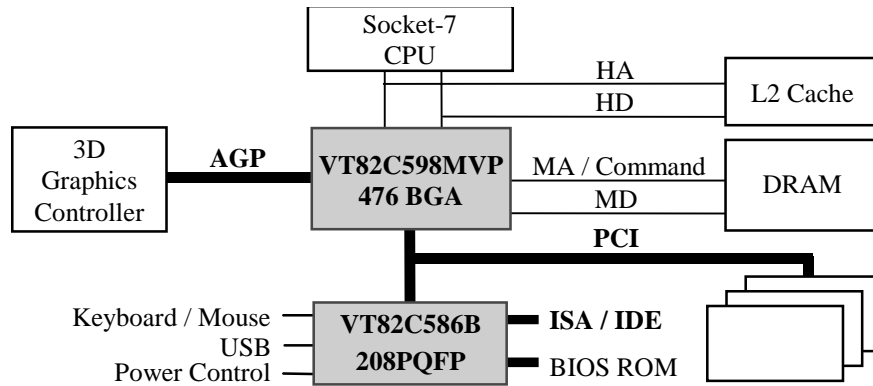 Socket-7
CPU
HA
HD
L2 Cache
3D
Graphics
Controller
AGP
VT82C598MVP
476 BGA
MA / Command
MD
DRAM
PCI
Keyboard / Mouse
USB
Power Control
VT82C586B
208PQFP
ISA / IDE
BIOS ROM